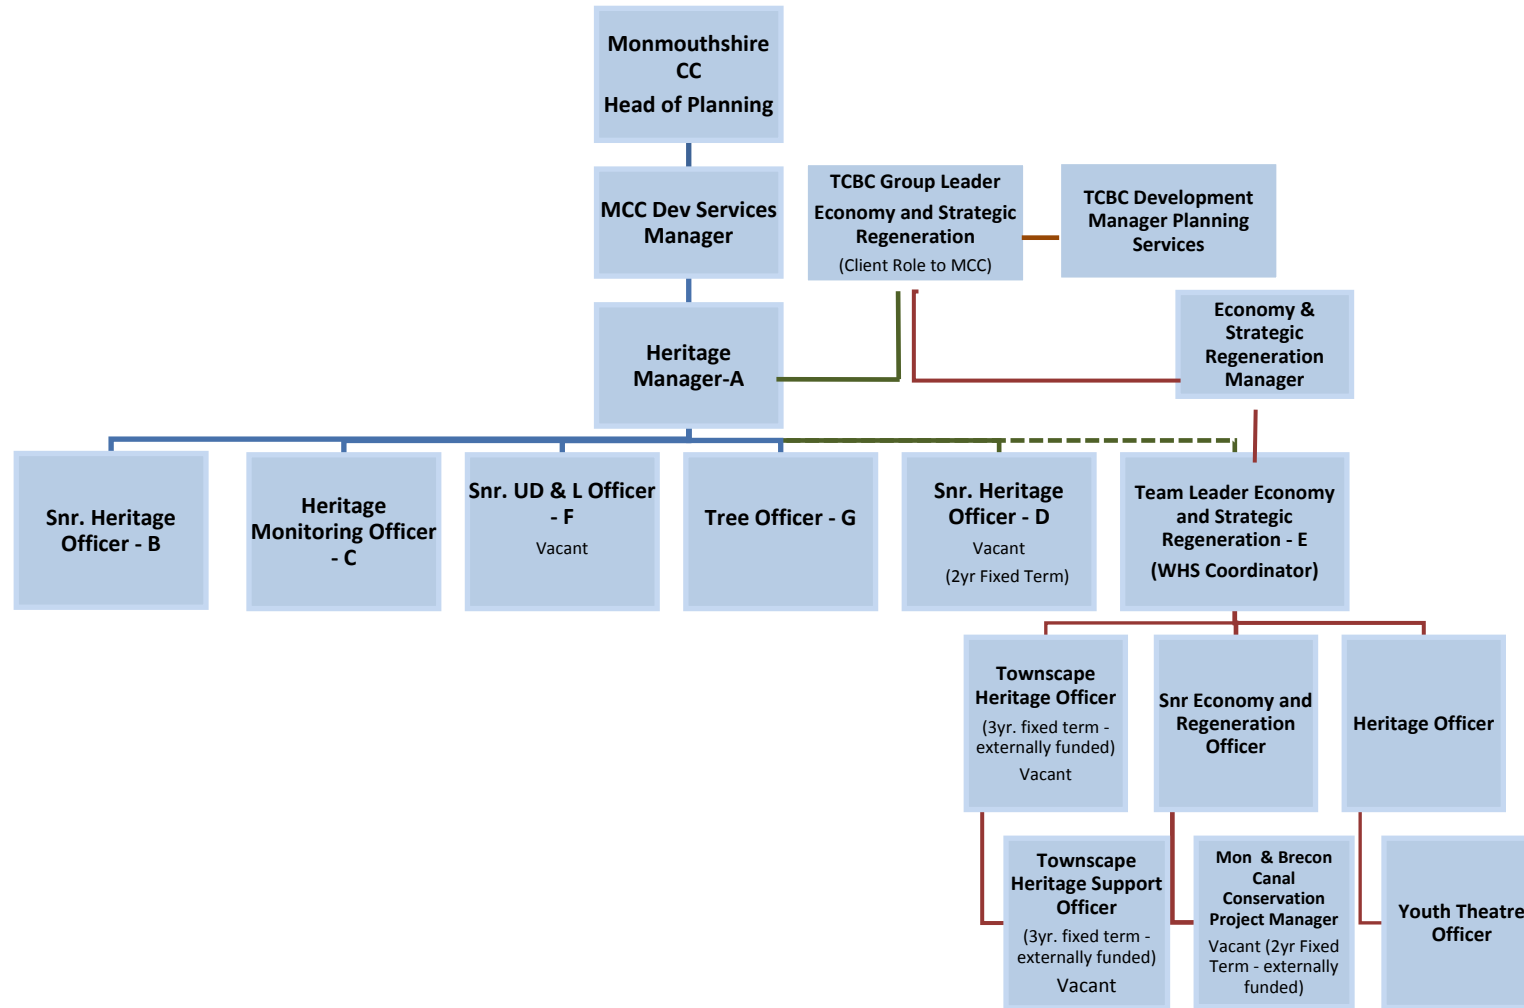 Monmouthshire
CC
Head of Planning
MCC Dev Services
Manager
TCBC Group Leader
Economy and Strategic
Regeneration
(Client Role to MCC)
TCBC Development
Manager Planning
Services
Economy &
Strategic
Regeneration
Manager
Heritage
Manager-A
Snr. Heritage
Officer - B
Heritage
Monitoring Officer
- C
Snr. UD & L Officer
- F
Vacant
Tree Officer - G
Snr. Heritage
Officer - D
Vacant
(2yr Fixed Term)
Team Leader Economy
and Strategic
Regeneration - E
(WHS Coordinator)
Townscape
Heritage Officer
(3yr. fixed term -
externally funded)
Vacant
Snr Economy and
Regeneration
Officer
Heritage Officer
Townscape
Heritage Support
Officer
(3yr. fixed term -
externally funded)
Vacant
Mon & Brecon
Canal
Conservation
Project Manager
Vacant (2yr Fixed
Term - externally
funded)
Youth Theatre
Officer